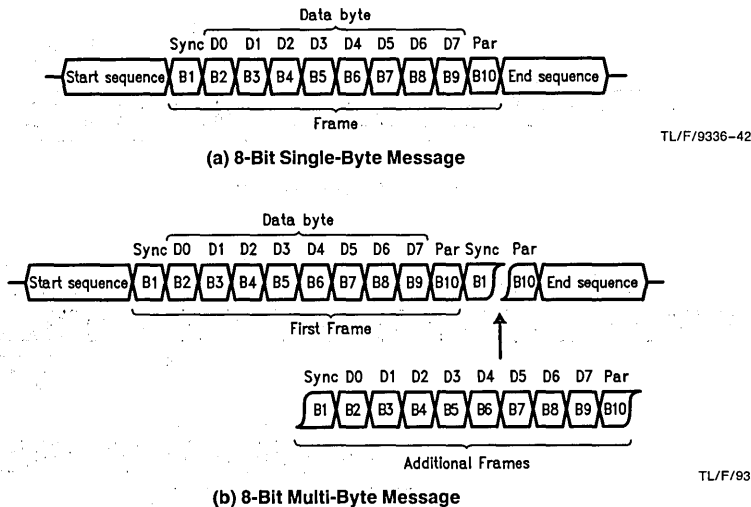 Data byte
Sync D0 D1 D2 D3 D4 D5 D6 D7 Par
Start sequence B1 B2 B3 B4 B5 B6 B7 B8 B9 B10 End sequence
Frame
TL/F/9336-42
(a) 8-Bit Single-Byte Message
Data byte
Sync D0 D1 D2 D3 D4 D5 D6 D7 Par Sync Par
Start sequence B1 B2 B3 B4 B5 B6 B7 B8 B9 B10 B1 B10 End sequence
First Frame
Sync D0 D1 D2 D3 D4 D5 D6 D7 Par
B1 B2 B3 B4 B5 B6 B7 B8 B9 B10
Additional Frames
TL/F/93
(b) 8-Bit Multi-Byte Message